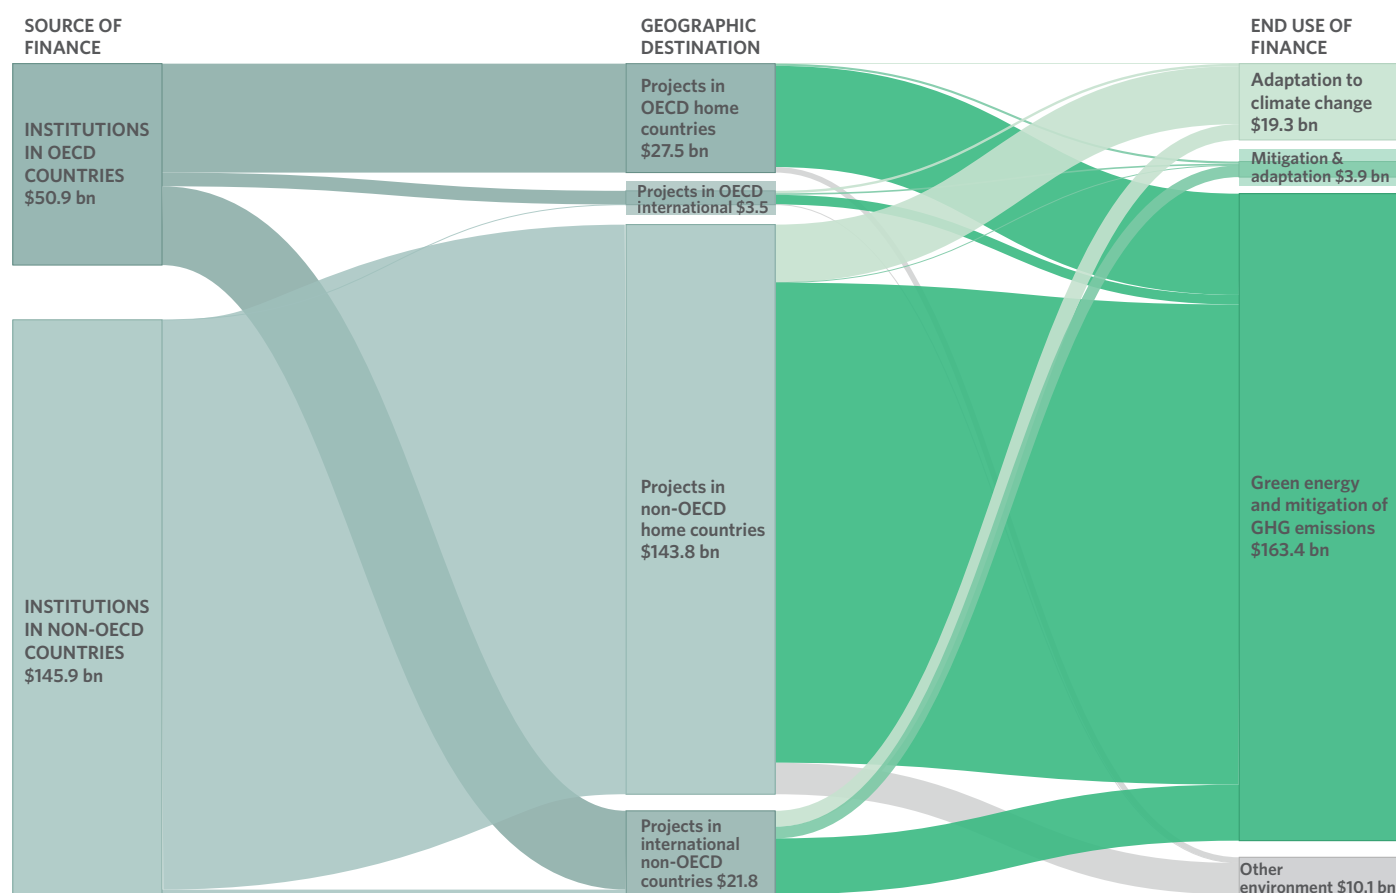 SOURCE OF
FINANCE
INSTITUTIONS
IN OECD
COUNTRIES
$50.9 bn
INSTITUTIONS
IN NON-OECD
COUNTRIES
$145.9 bn
GEOGRAPHIC
DESTINATION
Projects in
OECD home
countries
$27.5 bn
Projects in OECD
international $3.5
Projects in
non-OECD
home countries
$143.8 bn
Projects in
international
non-OECD
countries $21.8
END USE OF
FINANCE
Adaptation to
climate change
$19.3 bn
Mitigation &
adaptation $3.9 bn
Green energy
and mitigation of
GHG emissions
$163.4 bn
Other
environment $10.1 bn